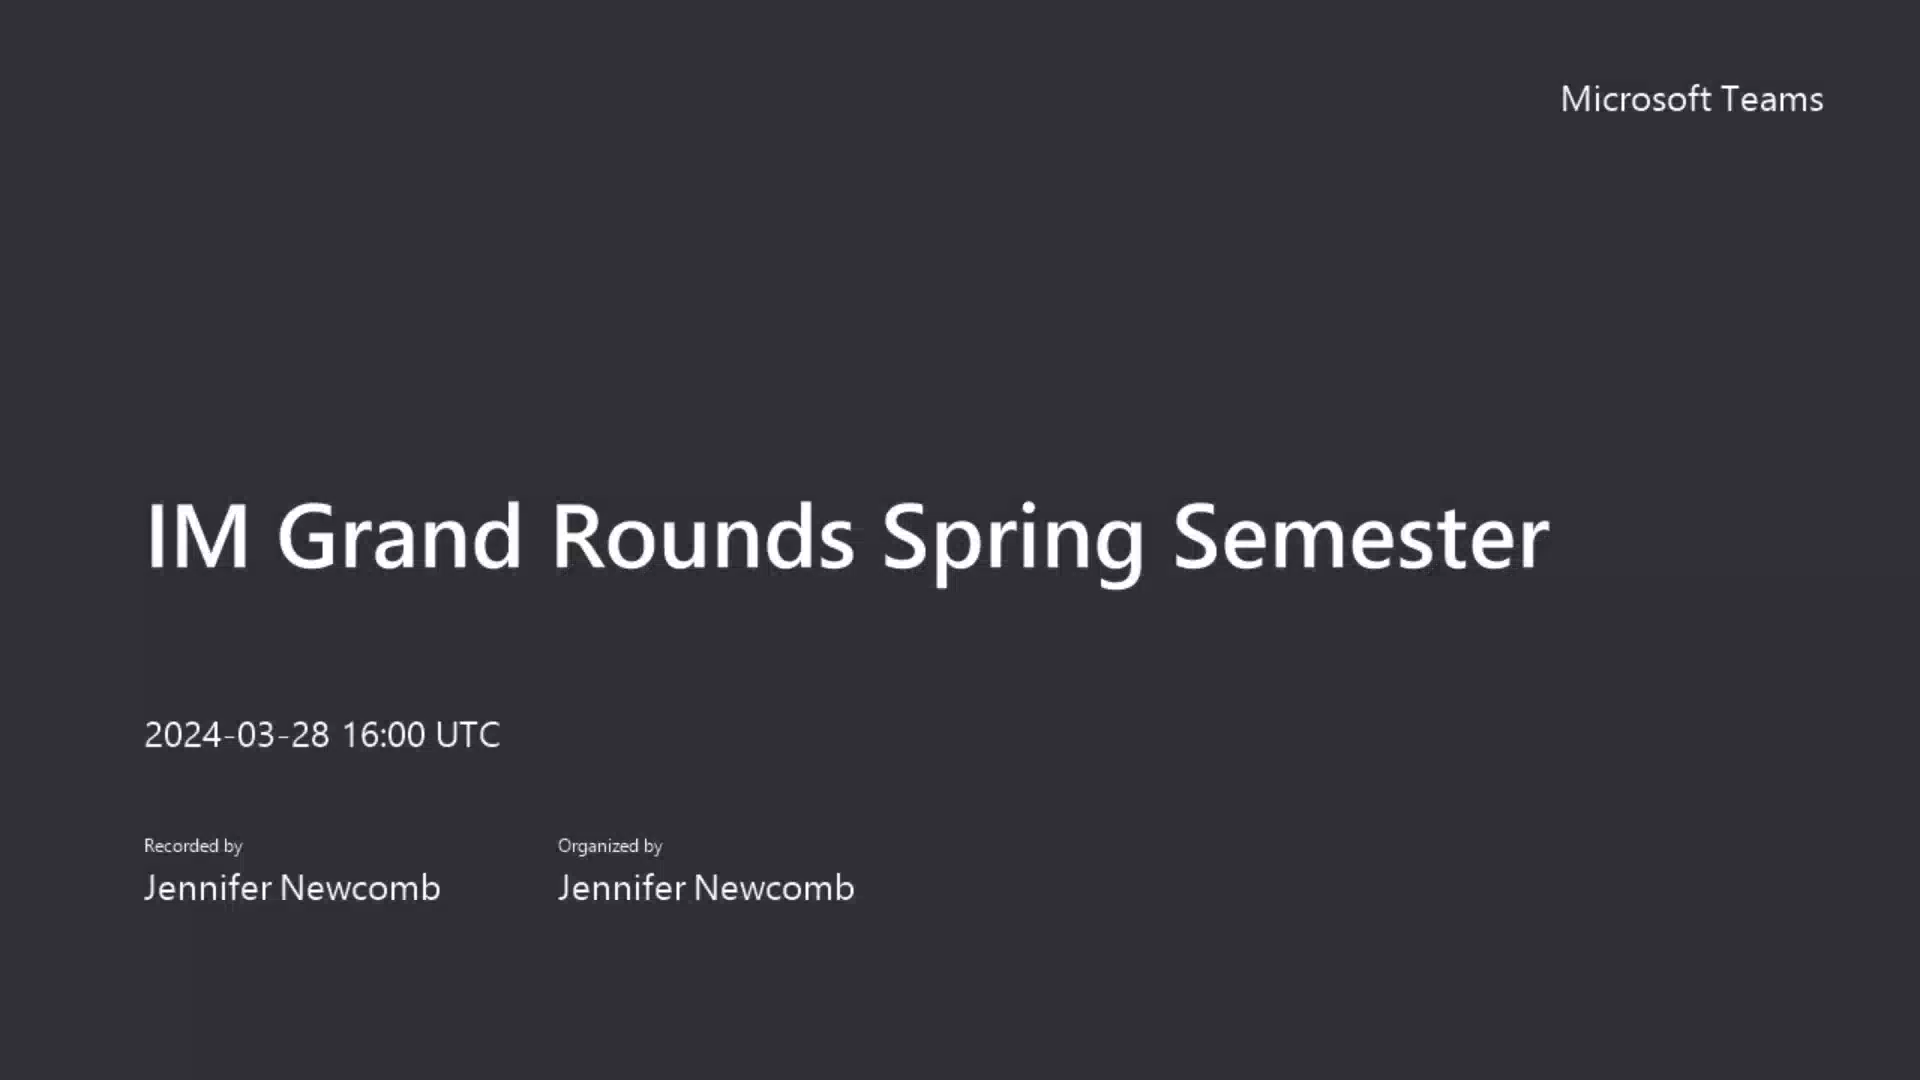 Microsoft Teams
IM Grand Rounds Spring Semester
2024-03-28 16:00 UTC
Recorded by
Jennifer Newcomb
Organized by
Jennifer Newcomb